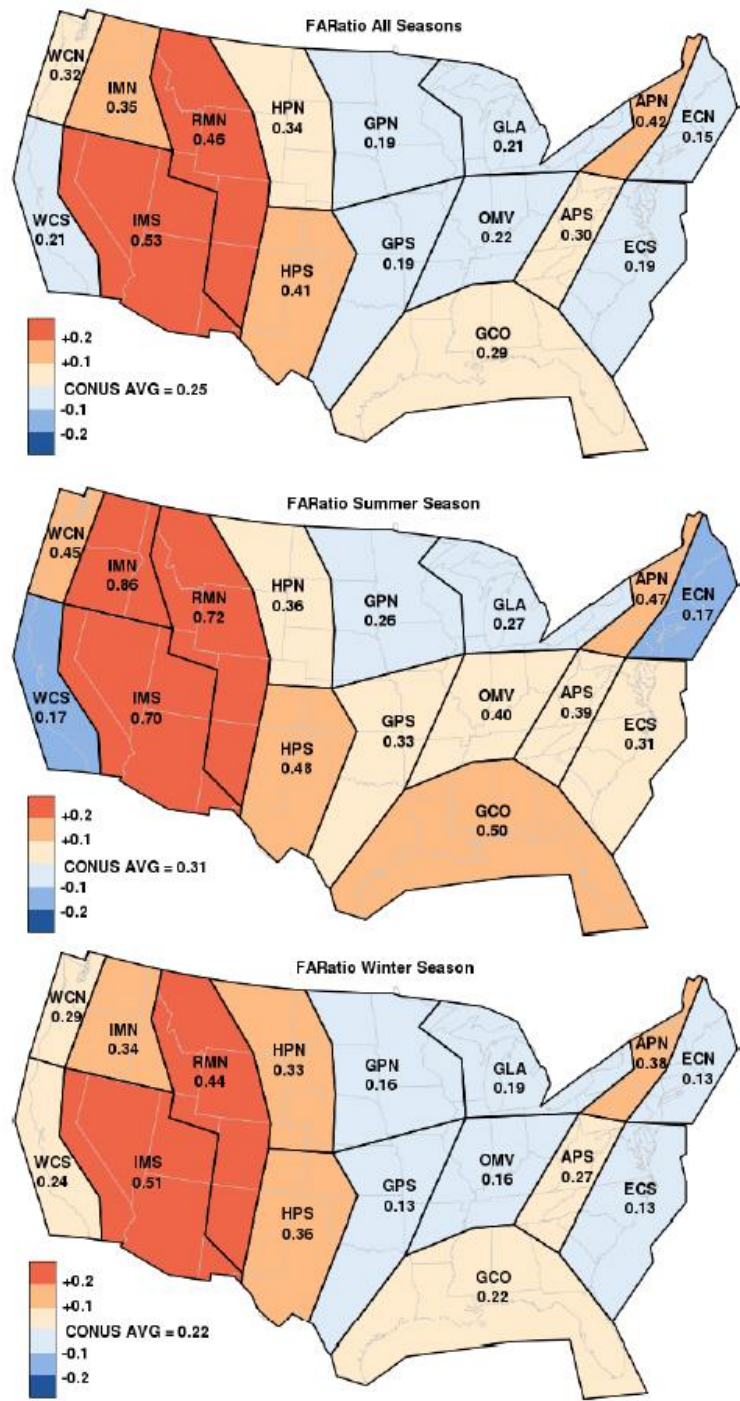 FARatio All Seasons
WCN
0.32
IMN
0.35
RMN
0.46
HPN
0.34
GPN
0.19
GLA
0.21
APN
0.42
ECN
0.15
WCS
0.21
IMS
0.53
HPS
0.41
GPS
0.19
OMV
0.22
APS
0.30
ECS
0.19
GCO
0.29
+0.2
+0.1
CONUS AVG = 0.25
-0.1
-0.2
FARatio Summer Season
WCN
0.45
IMN
0.86
RMN
0.72
HPN
0.36
GPN
0.26
GLA
0.27
APN
0.47
ECN
0.17
WCS
0.17
IMS
0.70
HPS
0.48
GPS
0.33
OMV
0.40
APS
0.39
ECS
0.31
GCO
0.50
+0.2
+0.1
CONUS AVG = 0.31
-0.1
-0.2
FARatio Winter Season
WCN
0.29
IMN
0.34
RMN
0.44
HPN
0.33
GPN
0.16
GLA
0.19
APN
0.38
ECN
0.13
WCS
0.24
IMS
0.51
HPS
0.36
GPS
0.13
OMV
0.16
APS
0.27
ECS
0.13
GCO
0.22
+0.2
+0.1
CONUS AVG = 0.22
-0.1
-0.2